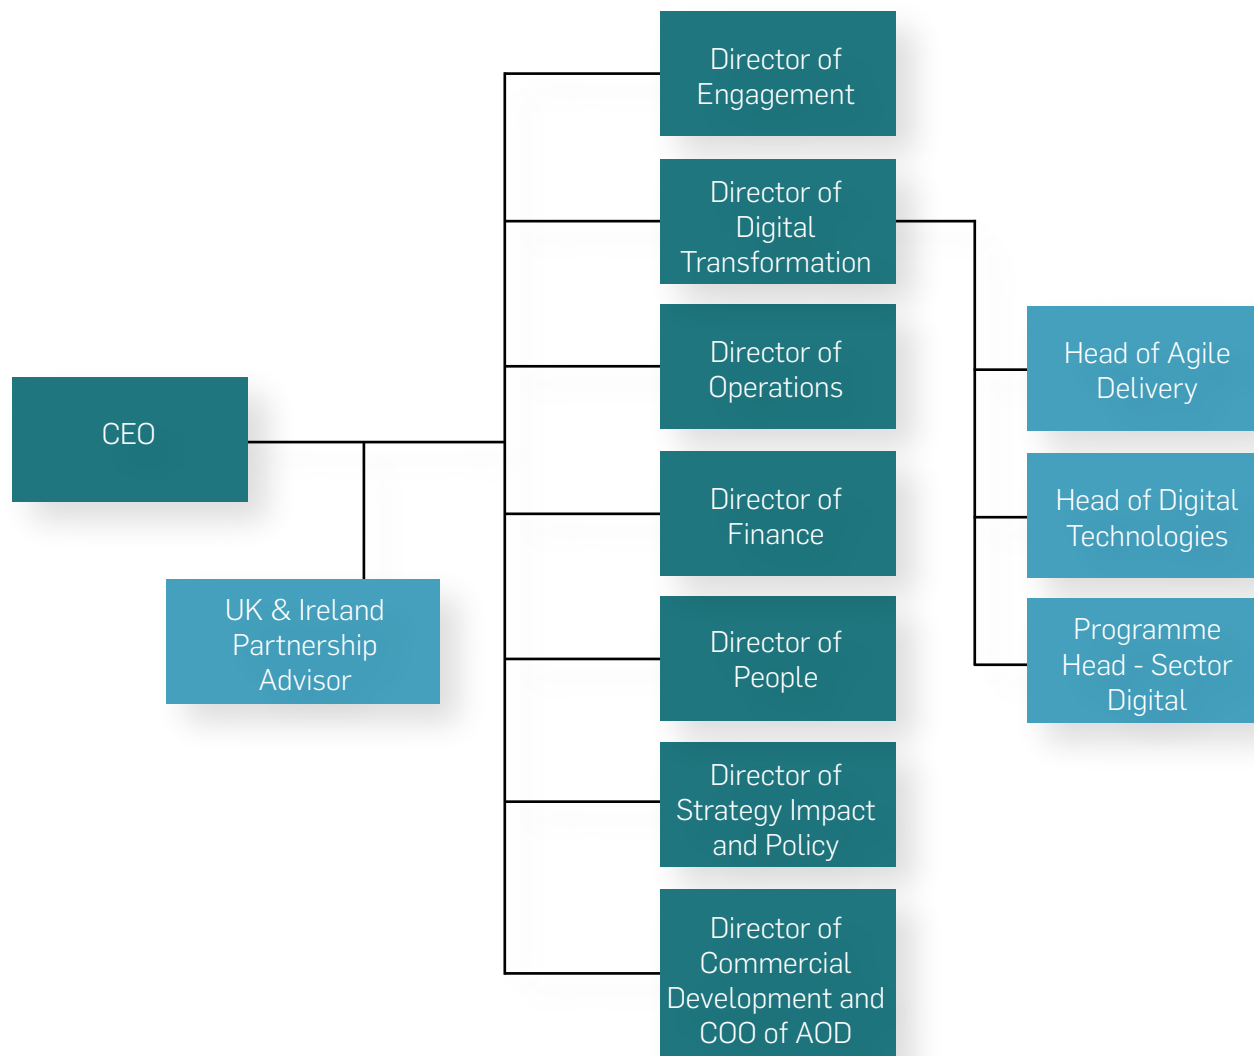 Director of
Engagement
Director of
Digital
Transformation
Director of
Operations
Head of Agile
Delivery
CEO
Director of
Finance
Head of Digital
Technologies
UK & Ireland
Partnership
Advisor
Director of
People
Programme
Head - Sector
Digital
Director of
Strategy Impact
and Policy
Director of
Commercial
Development and
COO of AOD